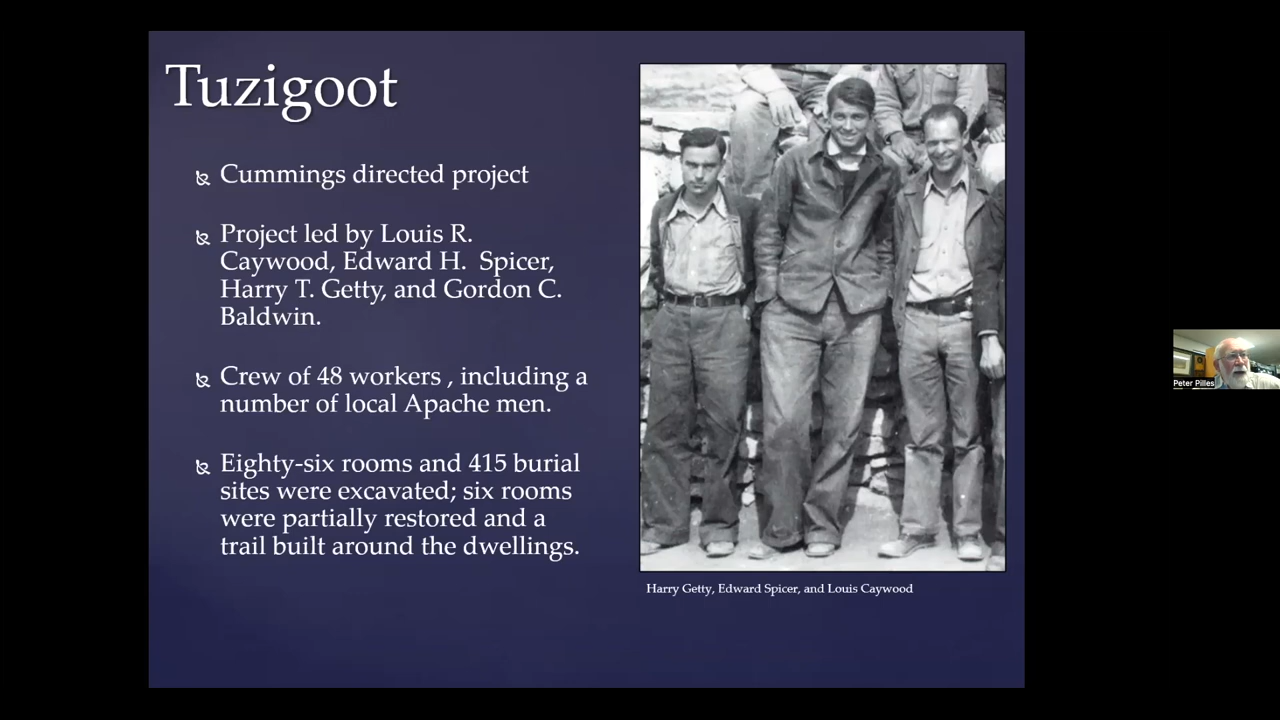 Tuzigoot
Cummings directed project
Project led by Louis R.
Caywood, Edward H.  Spicer,
Harry T. Getty, and Gordon C.
Baldwin.
Crew of 48 workers , including a
number of local Apache men.
Eighty-six rooms and 415 burial
sites were excavated; six rooms
were partially restored and a
trail built around the dwellings.
Harry Getty, Edward Spicer, and Louis Caywood
Peter Pilles